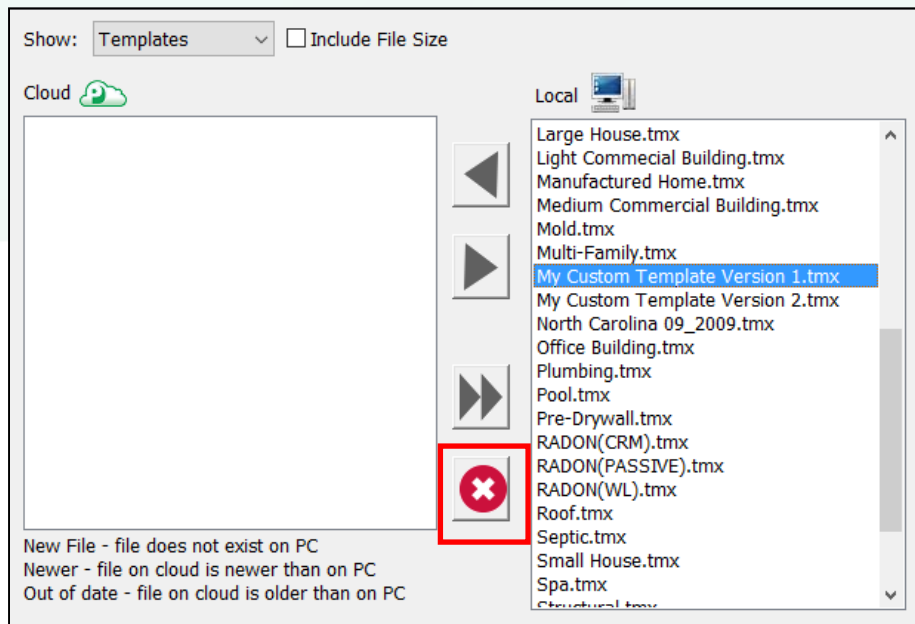 Show: Templates Include File Size
Cloud
Local
Large House.tmx
Light Commecial Building.tmx
Manufactured Home.tmx
Medium Commercial Building.tmx
Mold.tmx
Multi-Family.tmx
My Custom Template Version 1.tmx
My Custom Template Version 2.tmx
North Carolina 09_2009.tmx
Office Building.tmx
Plumbing.tmx
Pool.tmx
Pre-Drywall.tmx
RADON(CRM).tmx
RADON(PASSIVE).tmx
RADON(WL).tmx
Roof.tmx
Septic.tmx
Small House.tmx
Spa.tmx
Structural.tmx
New File - file does not exist on PC
Newer - file on cloud is newer than on PC
Out of date - file on cloud is older than on PC